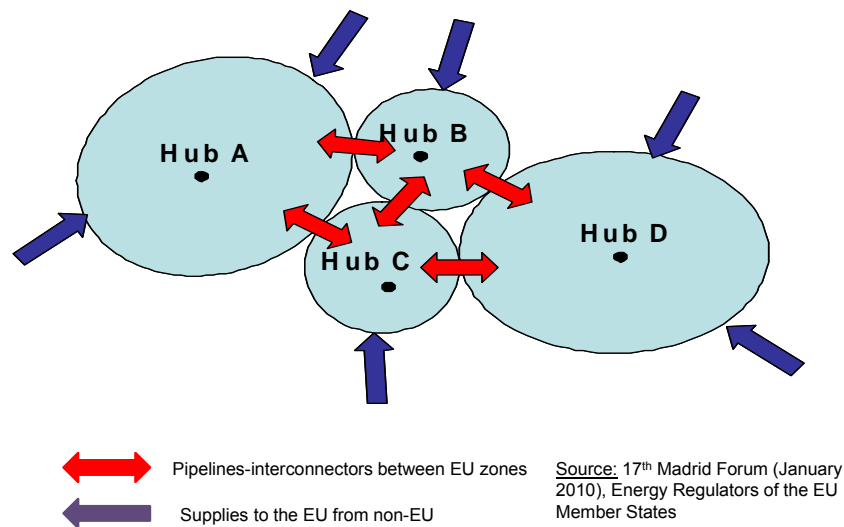 Hub A
Hub B
Hub C
Hub D
Pipelines-interconnectors between EU zones
Supplies to the EU from non-EU
Source: 17th Madrid Forum (January
2010), Energy Regulators of the EU
Member States